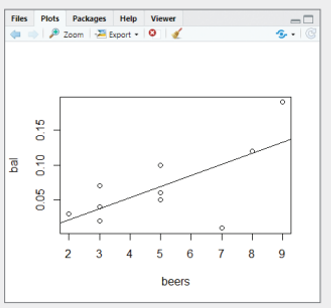 Files Plots Packages Help Viewer
Zoom Export
bal
0.15
0.10
0.05
2 3 4 5 6 7 8 9
beers